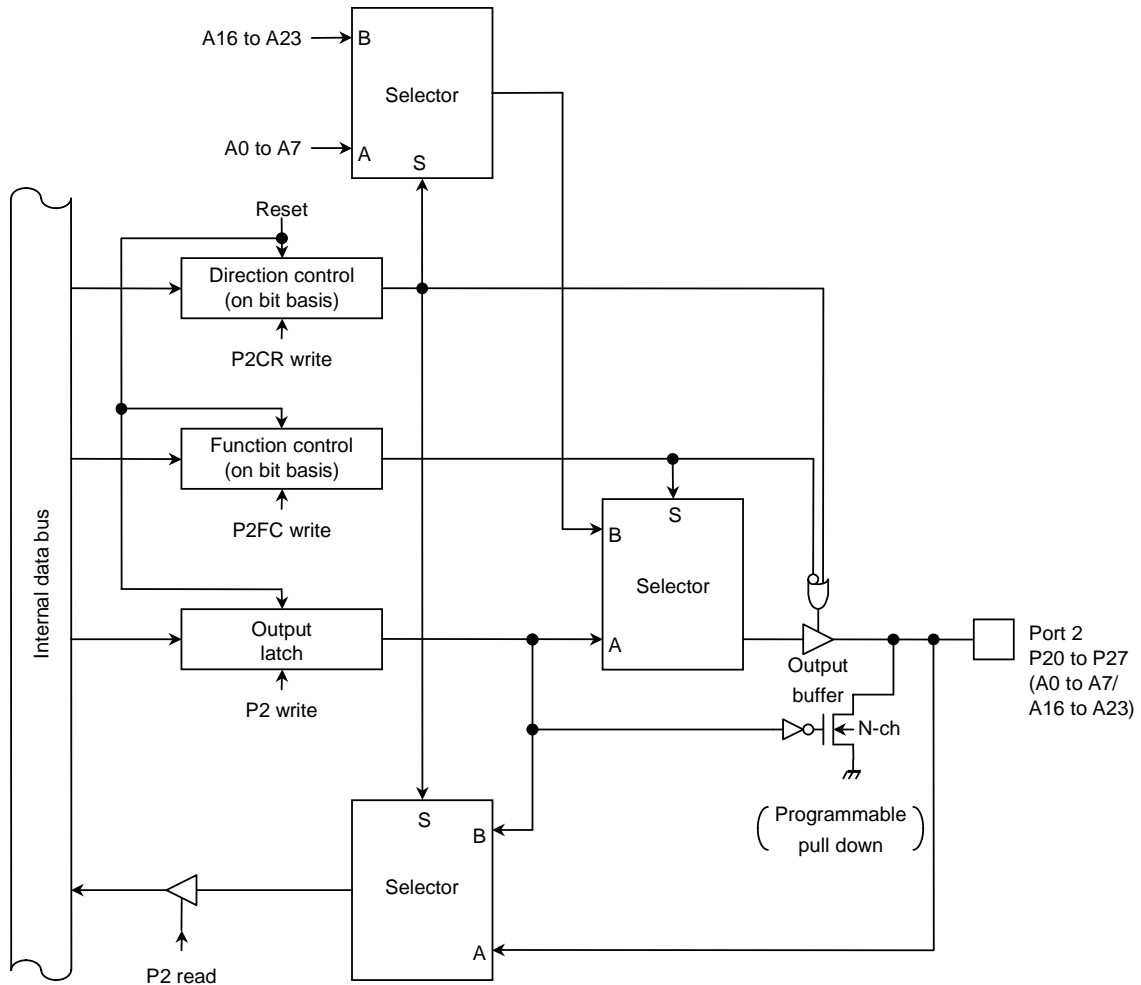 A16 to A23
B
Selector
A0 to A7
A
S
Reset
Direction control
(on bit basis)
P2CR write
Function control
(on bit basis)
P2FC write
S
B
Selector
A
Internal data bus
Output
latch
P2 write
Output
buffer
Port 2
P20 to P27
(A0 to A7/
A16 to A23)
N-ch
Programmable
pull down
S
B
Selector
A
P2 read